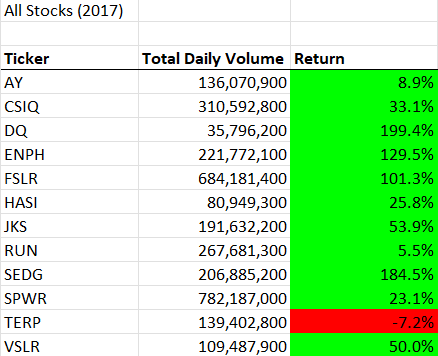 All Stocks (2017)
Ticker Total Daily Volume Return
AY 136,070,900 8.9%
CSIQ 310,592,800 33.1%
DQ 35,796,200 199.4%
ENPH 221,772,100 129.5%
FSLR 684,181,400 101.3%
HASI 80,949,300 25.8%
JKS 191,632,200 53.9%
RUN 267,681,300 5.5%
SEDG 206,885,200 184.5%
SPWR 782,187,000 23.1%
TERP 139,402,800 -7.2%
VSLR 109,487,900 50.0%